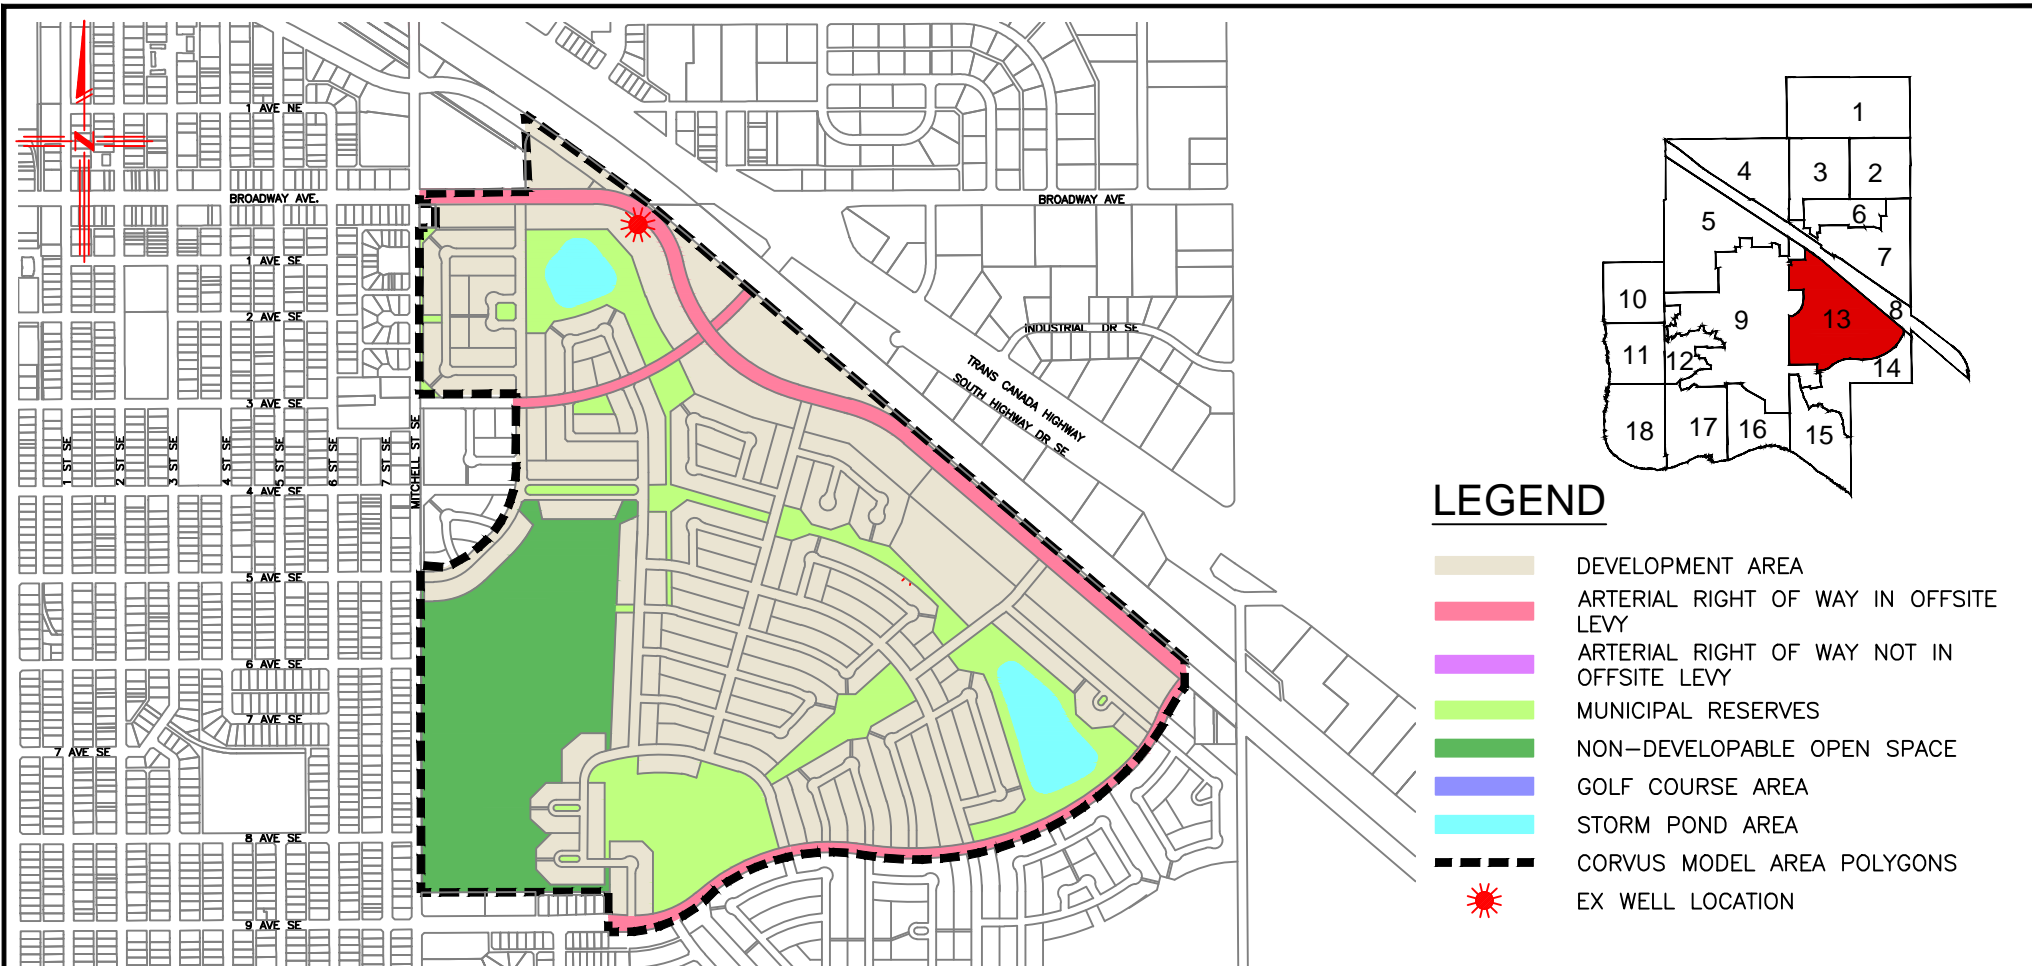 1 AVE NE
BROADWAY AVE.
BROADWAY AVE
1 AVE SE
2 AVE SE
INDUSTRIAL DR SE
TRANS CANADA HIGHWAY
SOUTH HIGHWAY DR SE
3 AVE SE
1 ST SE
2 ST SE
3 ST SE
4 ST SE
5 ST SE
6 ST SE
7 ST SE
MITCHELL ST SE
4 AVE SE
5 AVE SE
6 AVE SE
7 AVE SE
7 AVE SE
8 AVE SE
9 AVE SE
N
1
4
3
2
5
6
7
10
9
13
8
11
12
14
18
17
16
15
LEGEND
DEVELOPMENT AREA
ARTERIAL RIGHT OF WAY IN OFFSITE
LEVY
ARTERIAL RIGHT OF WAY NOT IN
OFFSITE LEVY
MUNICIPAL RESERVES
NON-DEVELOPABLE OPEN SPACE
GOLF COURSE AREA
STORM POND AREA
CORVUS MODEL AREA POLYGONS
EX WELL LOCATION